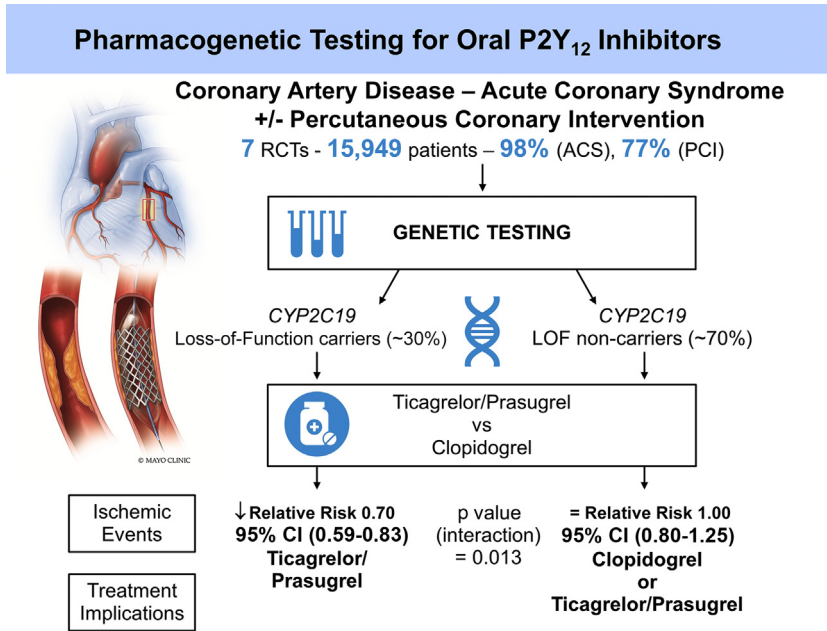 Pharmacogenetic Testing for Oral P2Y12 Inhibitors
Coronary Artery Disease – Acute Coronary Syndrome
+/- Percutaneous Coronary Intervention
7 RCTs - 15,949 patients – 98% (ACS), 77% (PCI)
GENETIC TESTING
CYP2C19
Loss-of-Function carriers (~30%)
CYP2C19
LOF non-carriers (~70%)
Ticagrelor/Prasugrel
vs
Clopidogrel
© MAYO CLINIC
Ischemic
Events
↓Relative Risk 0.70
95% CI (0.59-0.83)
Ticagrelor/
Prasugrel
p value
(interaction)
= 0.013
= Relative Risk 1.00
95% CI (0.80-1.25)
Clopidogrel
or
Ticagrelor/Prasugrel
Treatment
Implications